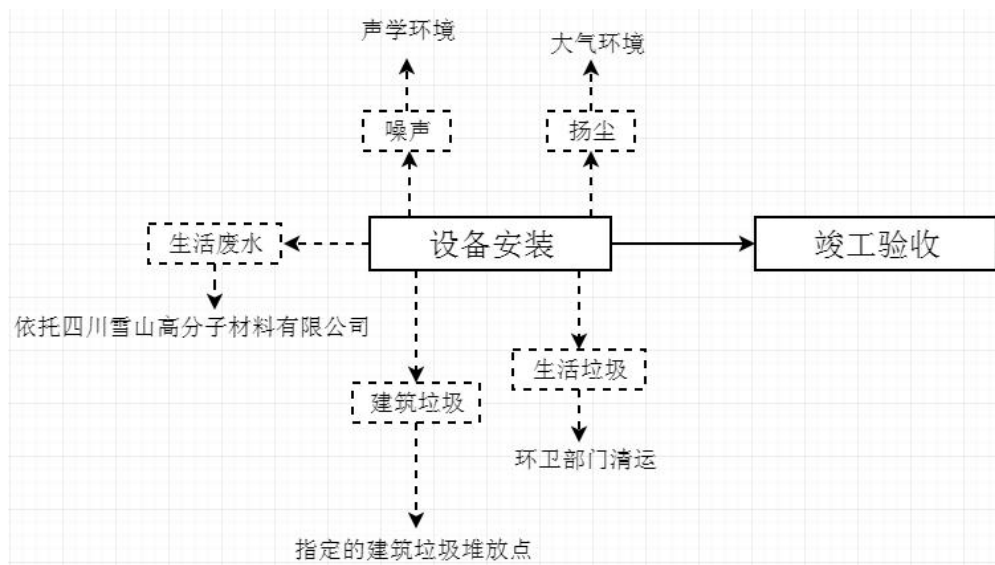 声学环境
大气环境
噪声
扬尘
生活废水
设备安装
竣工验收
依托四川雪山高分子材料有限公司
生活垃圾
建筑垃圾
环卫部门清运
指定的建筑垃圾堆放点